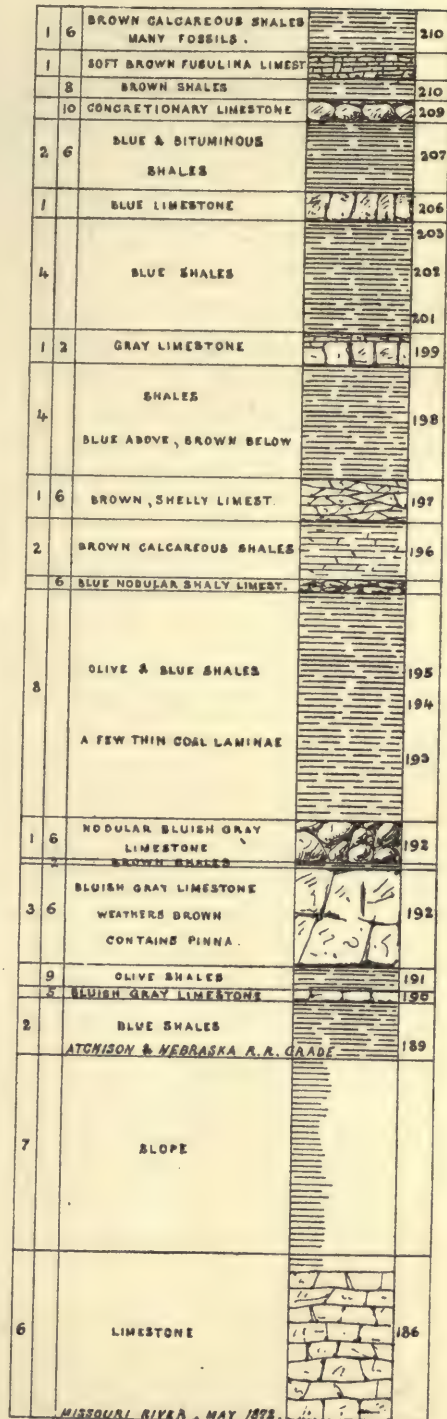 1 6 BROWN CALCAREOUS SHALES 210
MANY FOSSILS.
1 SOFT BROWN FUSULINA LIMEST
8 BROWN SHALES 210
10 CONCRETIONARY LIMESTONE 209
2 6 BLUE & BITUMINOUS 207
SHALES
1 BLUE LIMESTONE 206
203
4 BLUE SHALES 202
201
1 2 GRAY LIMESTONE 199
SHALES
4 198
BLUE ABOVE, BROWN BELOW
1 6 BROWN, SHELLY LIMEST. 197
2 BROWN CALCAREOUS SHALES 196
6 BLUE NODULAR SHALY LIMEST.
OLIVE & BLUE SHALES 195
8 194
A FEW THIN COAL LAMINAE 193
NODULAR BLUISH GRAY
1 6 LIMESTONE 192
2 BROWN SHALES
BLUISH GRAY LIMESTONE
3 6 WEATHERS BROWN 192
CONTAINS PINNA.
9 OLIVE SHALES 191
5 BLUISH GRAY LIMESTONE 190
2 BLUE SHALES 189
ATCHISON & NEBRASKA R.R. GRADE
7 SLOPE
6 LIMESTONE 186
MISSOURI RIVER, MAY 1872.